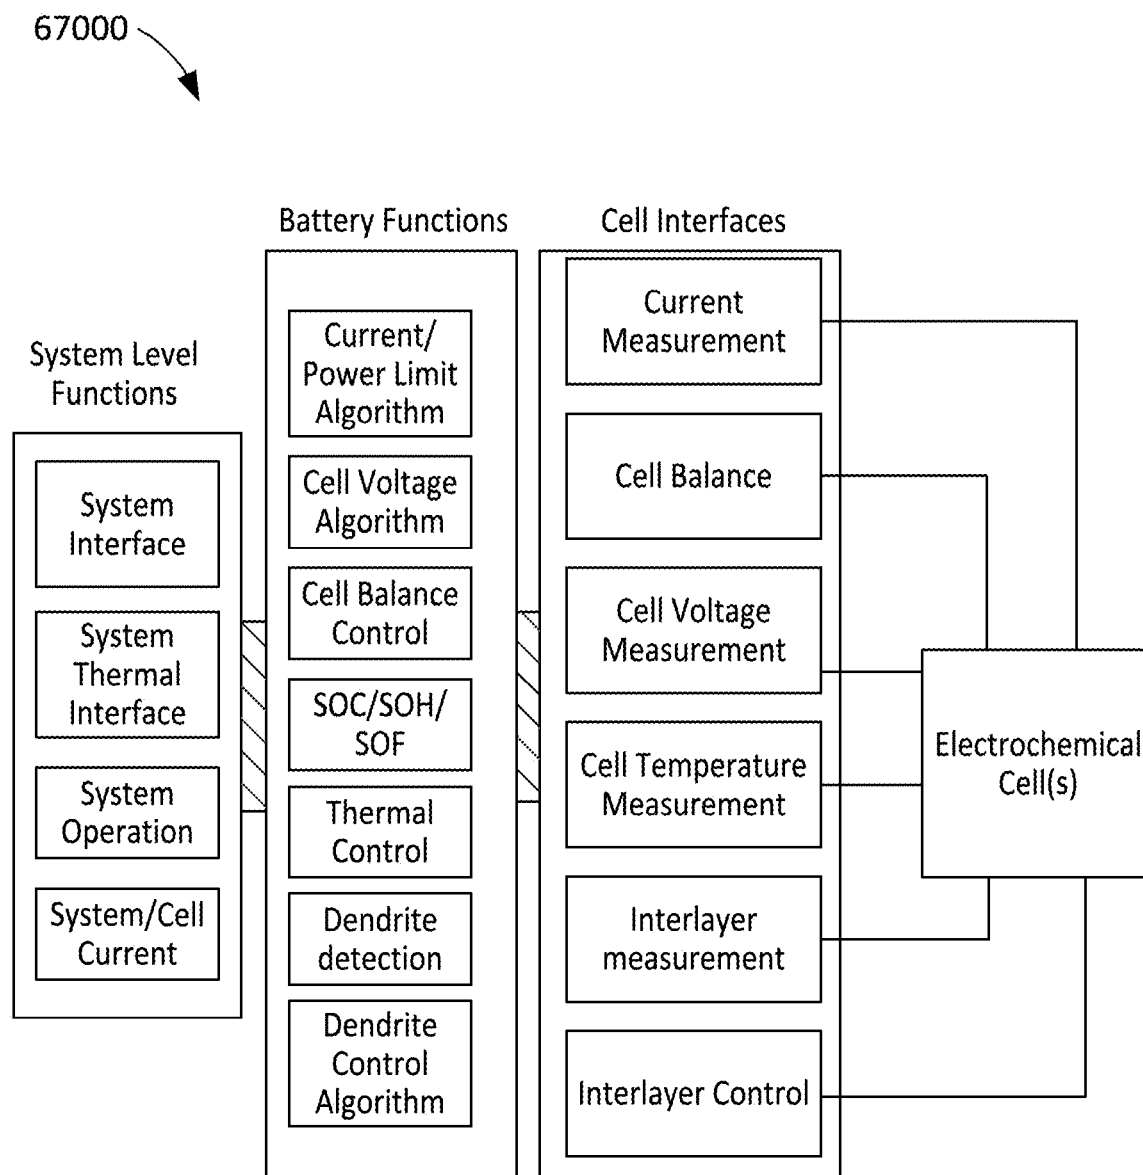 67000
System Level
Functions
System
Interface
System
Thermal
Interface
System
Operation
System/Cell
Current
Battery Functions
Current/
Power Limit
Algorithm
Cell Voltage
Algorithm
Cell Balance
Control
SOC/SOH/
SOF
Thermal
Control
Dendrite
detection
Dendrite
Control
Algorithm
Cell Interfaces
Current
Measurement
Cell Balance
Cell Voltage
Measurement
Cell Temperature
Measurement
Interlayer
measurement
Interlayer Control
Electrochemical
Cell(s)